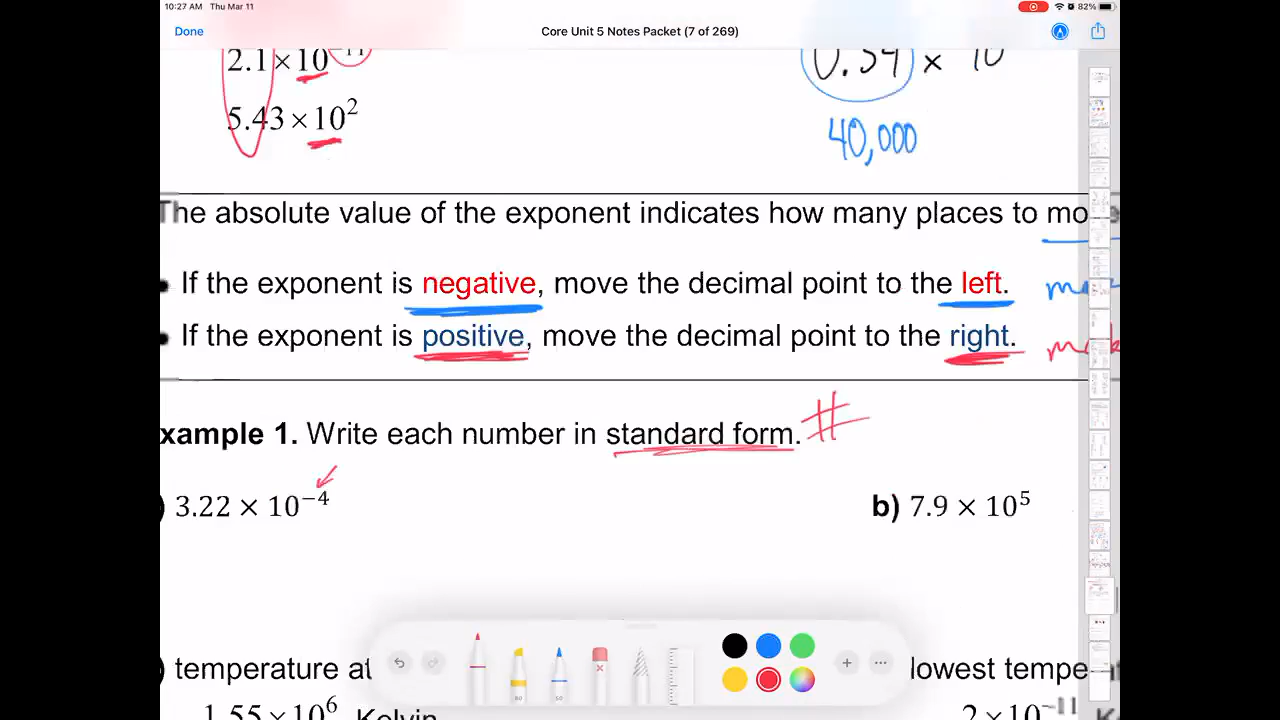 10:27 AM Thu Mar 11
82%
Done
Core Unit 5 Notes Packet (7 of 269)
2.1 × 10⁻¹¹
0.54 × 10
5.43 × 10²
40,000
The absolute value of the exponent indicates how many places to mo
• If the exponent is negative, move the decimal point to the left.
• If the exponent is positive, move the decimal point to the right.
xample 1. Write each number in standard form. #
) 3.22 × 10⁻⁴
b) 7.9 × 10⁵
temperature at
lowest tempe
1.55 × 10⁶ Kelvin
2 × 10⁻¹¹ K
80
50